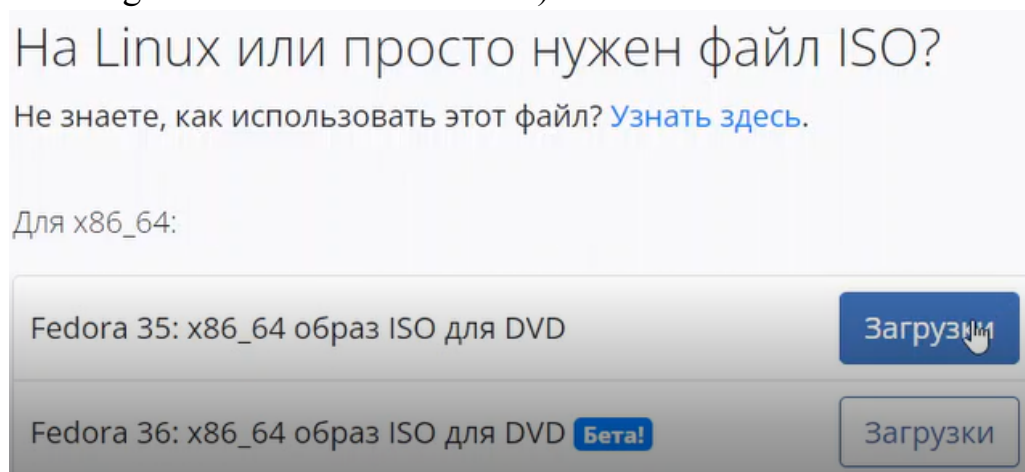 На Linux или просто нужен файл ISO?
Не знаете, как использовать этот файл? Узнать здесь.
Для x86_64:
Fedora 35: x86_64 образ ISO для DVD Загрузки
Fedora 36: x86_64 образ ISO для DVD Бета! Загрузки